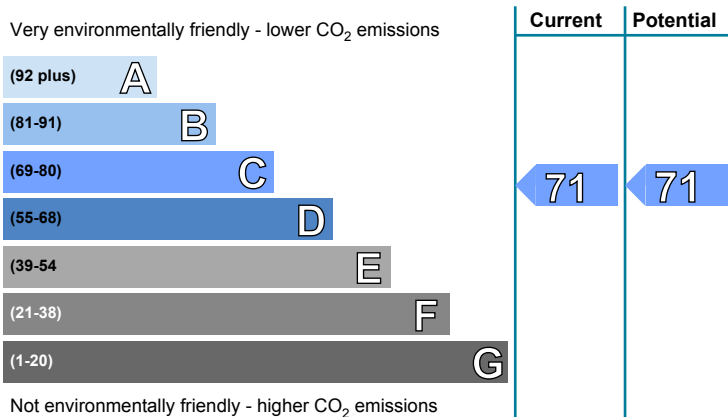 Very environmentally friendly - lower CO2 emissions
Current
Potential
(92 plus) A
(81-91) B
(69-80) C
71
71
(55-68) D
(39-54 E
(21-38) F
(1-20) G
Not environmentally friendly - higher CO2 emissions